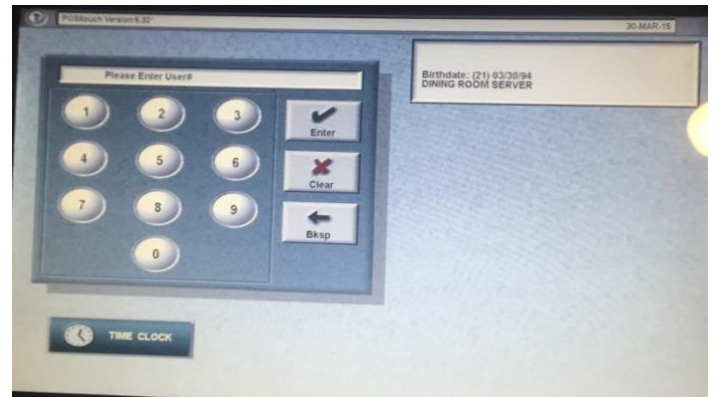 POSitouch Version 5.32"
30-MAR-15
Please Enter User#
Birthdate: (21) 03/30/94
DINING ROOM SERVER
1 2 3 Enter
4 5 6 Clear
7 8 9 Bksp
0
TIME CLOCK